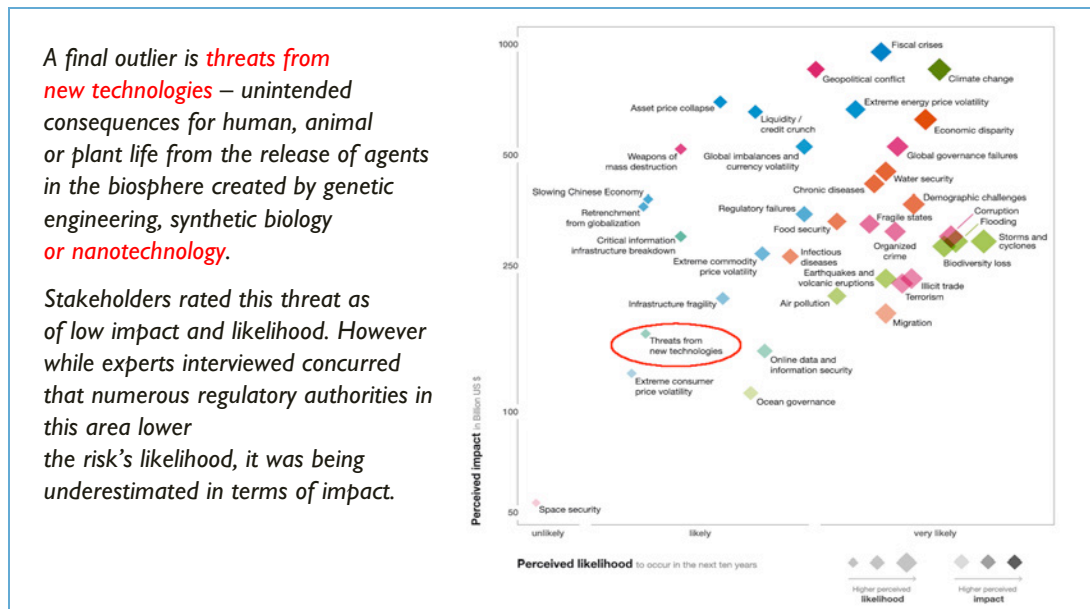 A final outlier is threats from
new technologies – unintended
consequences for human, animal
or plant life from the release of agents
in the biosphere created by genetic
engineering, synthetic biology
or nanotechnology.
Stakeholders rated this threat as
of low impact and likelihood. However
while experts interviewed concurred
that numerous regulatory authorities in
this area lower
the risk's likelihood, it was being
underestimated in terms of impact.
Perceived impact in Billion US $
1000
500
250
100
50
Fiscal crises
Geopolitical conflict
Climate change
Asset price collapse
Liquidity /
credit crunch
Extreme energy price volatility
Economic disparity
Weapons of
mass destruction
Global imbalances and
currency volatility
Global governance failures
Water security
Chronic diseases
Slowing Chinese Economy
Retrenchment
from globalization
Regulatory failures
Demographic challenges
Food security
Fragile states
Corruption
Flooding
Critical information
infrastructure breakdown
Organized
crime
Storms and
cyclones
Extreme commodity
price volatility
Infectious
diseases
Biodiversity loss
Earthquakes and
volcanic eruptions
Illicit trade
Terrorism
Infrastructure fragility
Air pollution
Migration
Threats from
new technologies
Online data and
information security
Extreme consumer
price volatility
Ocean governance
Space security
unlikely
likely
very likely
Perceived likelihood to occur in the next ten years
Higher perceived
likelihood
Higher perceived
impact